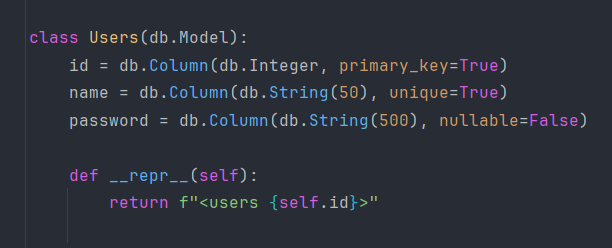 class Users(db.Model):
    id = db.Column(db.Integer, primary_key=True)
    name = db.Column(db.String(50), unique=True)
    password = db.Column(db.String(500), nullable=False)
    def __repr__(self):
        return f"<users {self.id}>"